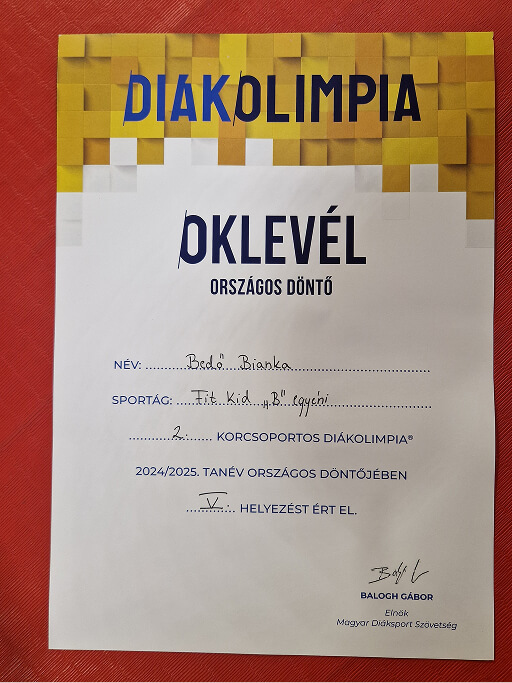 DIÁKOLIMPIA
OKLEVÉL
ORSZÁGOS DÖNTŐ
NÉV: Bedő Bianka
SPORTÁG: Fit Kid „B" egyéni
2. KORCSOPORTOS DIÁKOLIMPIA®
2024/2025. TANÉV ORSZÁGOS DÖNTŐJÉBEN
V. HELYEZÉST ÉRT EL.
BALOGH GÁBOR
Elnök
Magyar Diáksport Szövetség